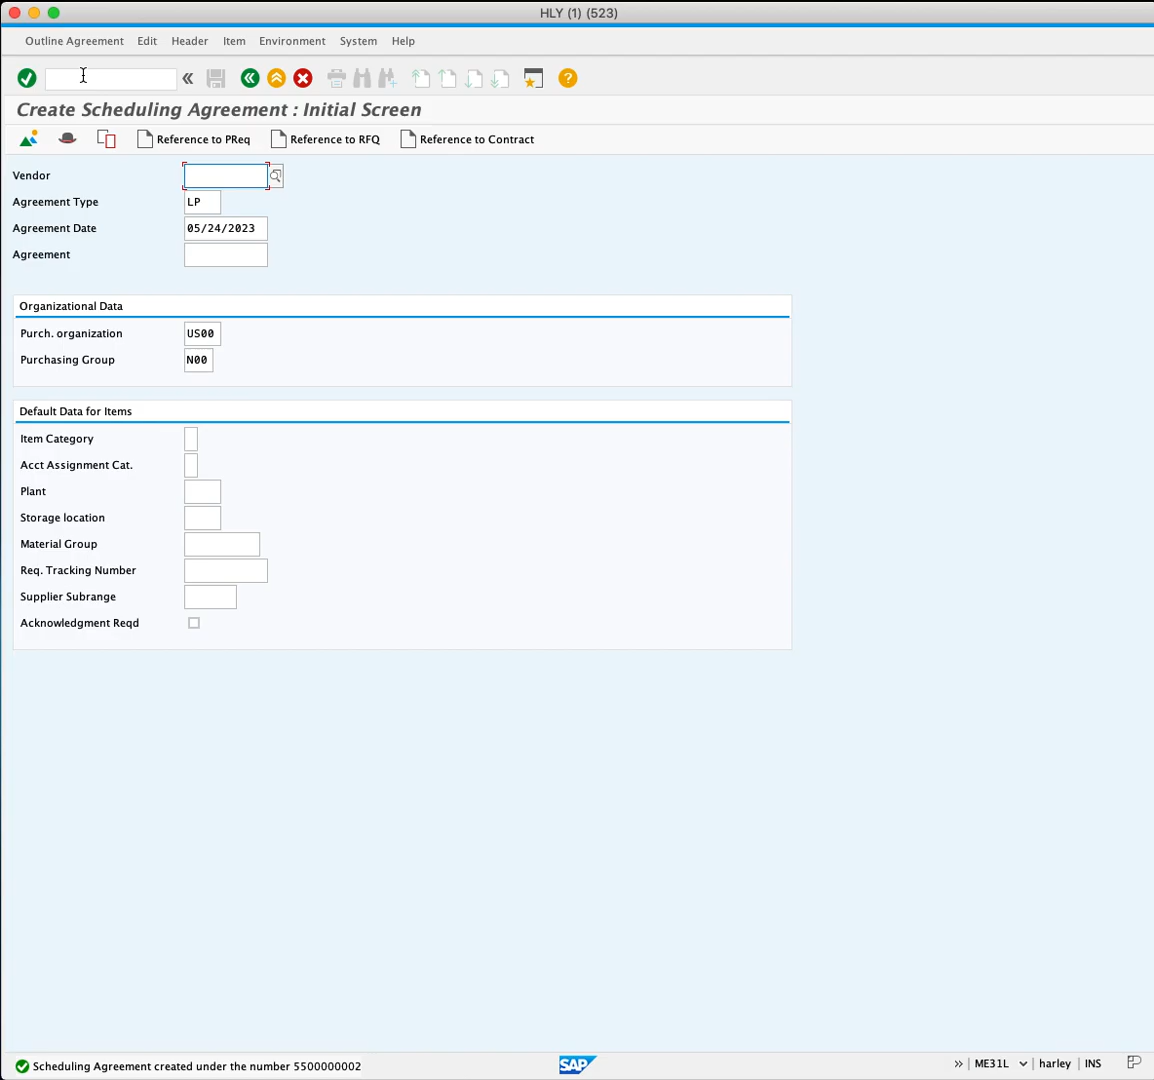 HLY (1) (523)
Outline Agreement Edit Header Item Environment System Help
Create Scheduling Agreement : Initial Screen
Reference to PReq Reference to RFQ Reference to Contract
Vendor
Agreement Type LP
Agreement Date 05/24/2023
Agreement
Organizational Data
Purch. organization US00
Purchasing Group N00
Default Data for Items
Item Category
Acct Assignment Cat.
Plant
Storage location
Material Group
Req. Tracking Number
Supplier Subrange
Acknowledgment Reqd
Scheduling Agreement created under the number 5500000002 SAP ME31L harley INS